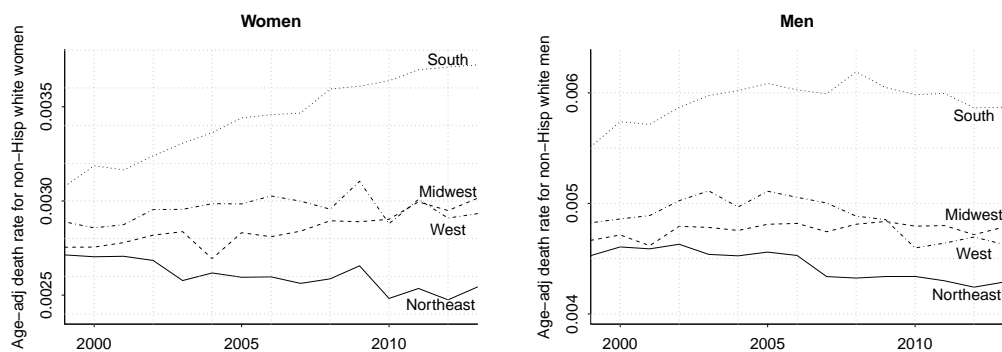 Women
Age−adj death rate for non−Hisp white women
0.0025
0.0030
0.0035
2000
2005
2010
South
Midwest
West
Northeast
Men
Age−adj death rate for non−Hisp white men
0.004
0.005
0.006
2000
2005
2010
South
Midwest
West
Northeast